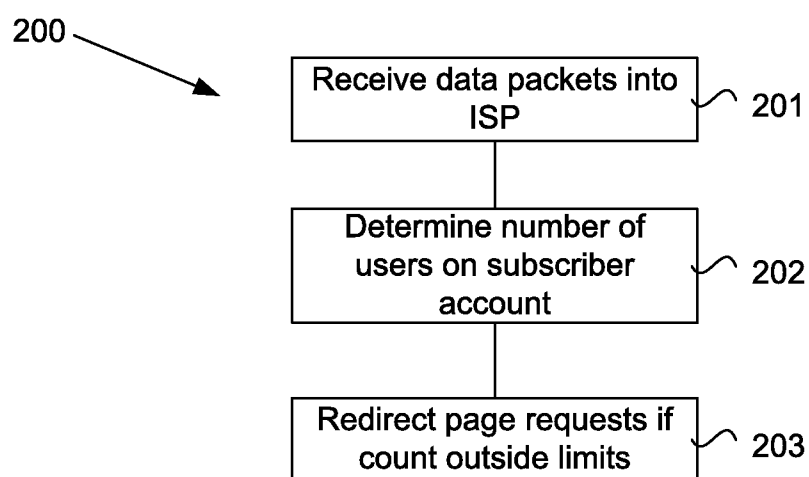 200
Receive data packets into
ISP
201
Determine number of
users on subscriber
account
202
Redirect page requests if
count outside limits
203